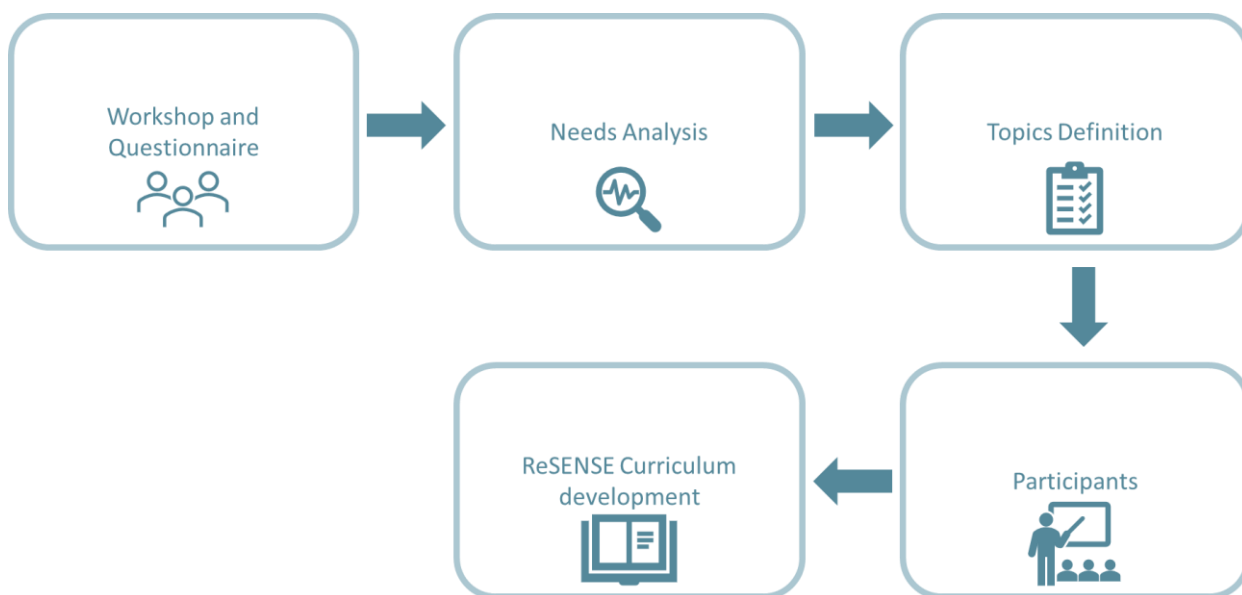 Workshop and
Questionnaire
Needs Analysis
Topics Definition
Participants
ReSENSE Curriculum
development